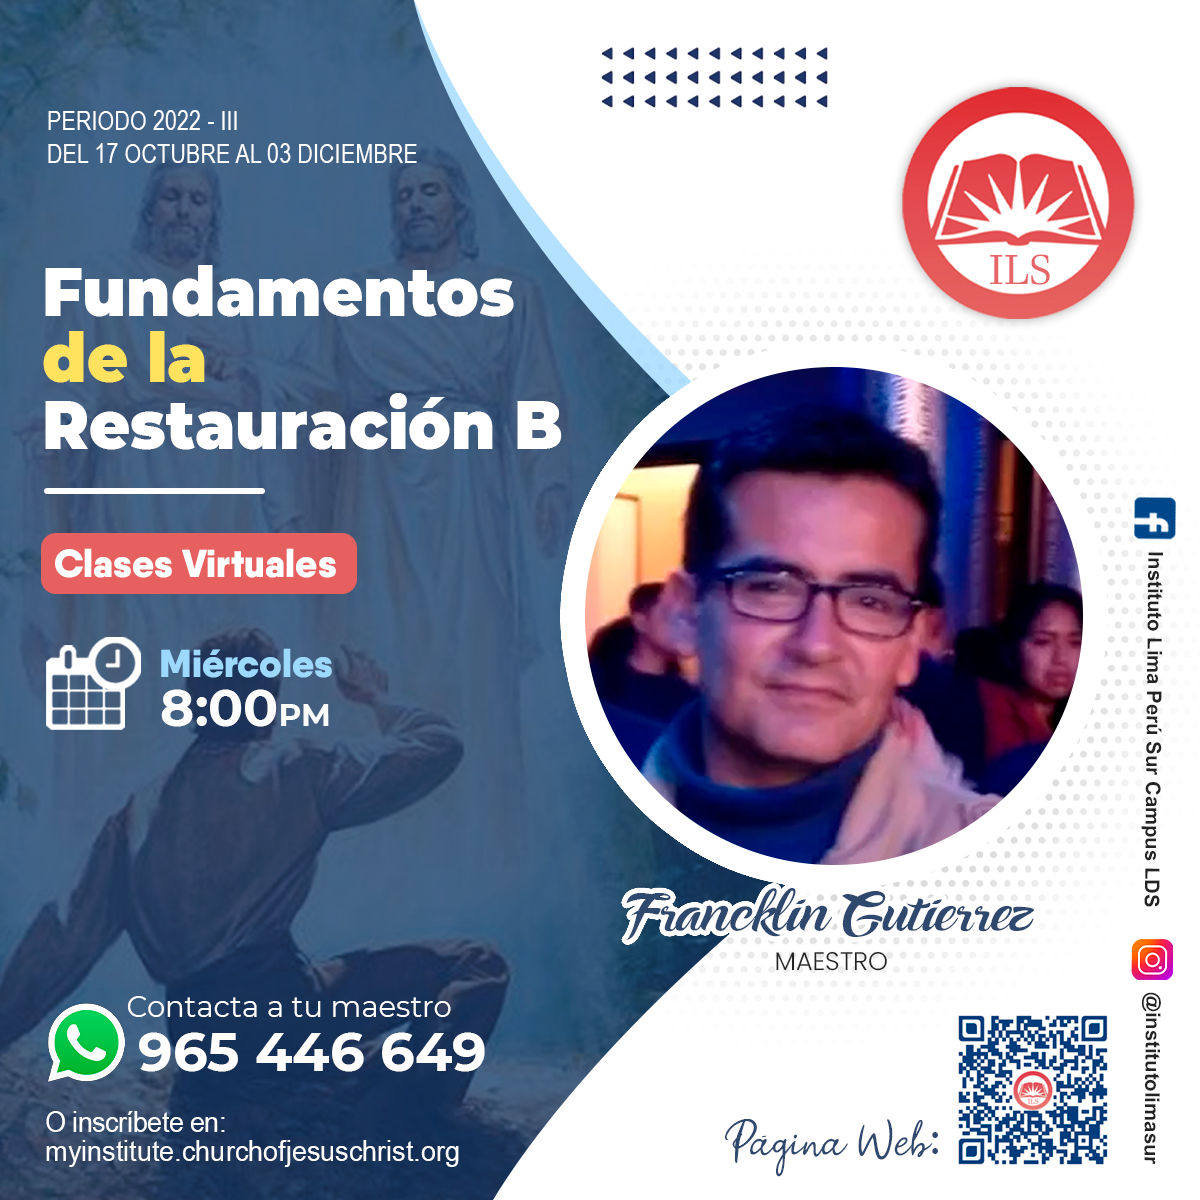 PERIODO 2022 - III
DEL 17 OCTUBRE AL 03 DICIEMBRE
ILS
Fundamentos
de la
Restauración B
Clases Virtuales
Miércoles
8:00PM
Francklin Gutierrez
MAESTRO
Contacta a tu maestro
965 446 649
O inscríbete en:
myinstitute.churchofjesuschrist.org
Página Web:
ILS
Instituto Lima Perú Sur Campus LDS
@institutolimasur